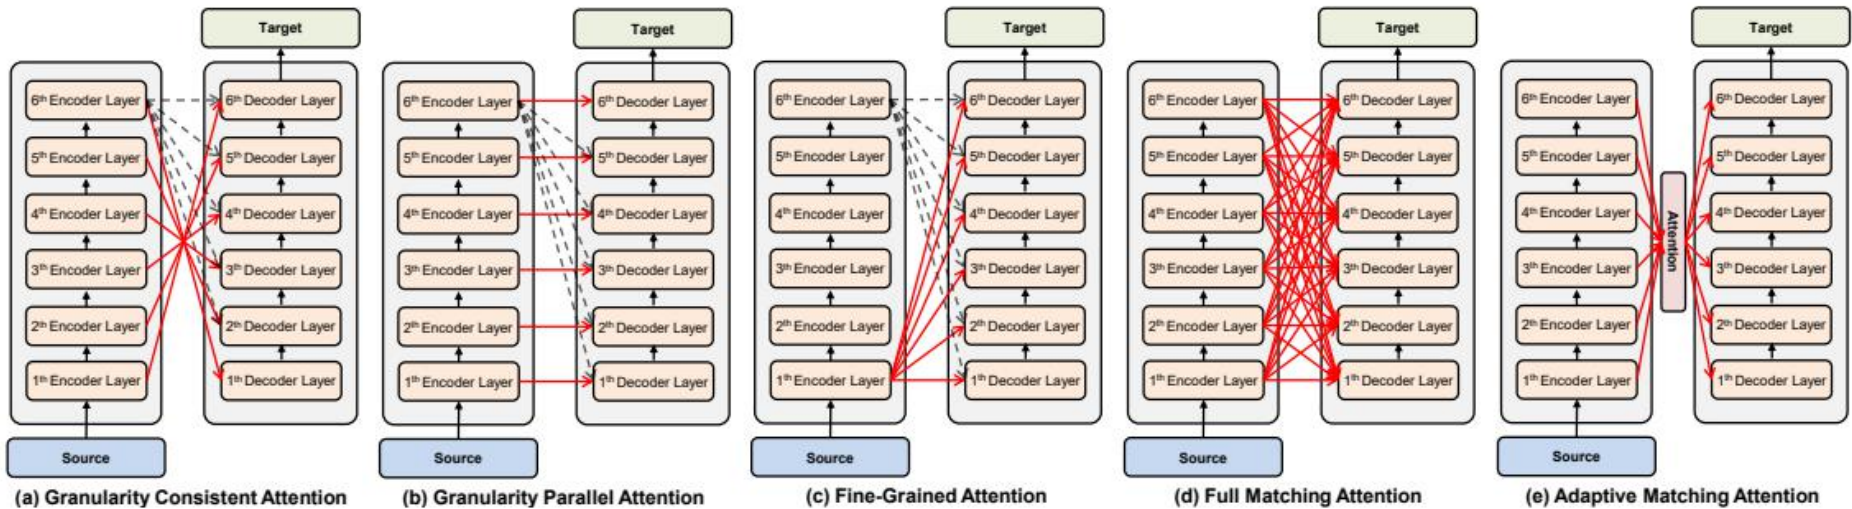 Target
6th Encoder Layer
6th Decoder Layer
5th Encoder Layer
5th Decoder Layer
4th Encoder Layer
4th Decoder Layer
3th Encoder Layer
3th Decoder Layer
2th Encoder Layer
2th Decoder Layer
1th Encoder Layer
1th Decoder Layer
Source
(a) Granularity Consistent Attention
Target
6th Encoder Layer
6th Decoder Layer
5th Encoder Layer
5th Decoder Layer
4th Encoder Layer
4th Decoder Layer
3th Encoder Layer
3th Decoder Layer
2th Encoder Layer
2th Decoder Layer
1th Encoder Layer
1th Decoder Layer
Source
(b) Granularity Parallel Attention
Target
6th Encoder Layer
6th Decoder Layer
5th Encoder Layer
5th Decoder Layer
4th Encoder Layer
4th Decoder Layer
3th Encoder Layer
3th Decoder Layer
2th Encoder Layer
2th Decoder Layer
1th Encoder Layer
1th Decoder Layer
Source
(c) Fine-Grained Attention
Target
6th Encoder Layer
6th Decoder Layer
5th Encoder Layer
5th Decoder Layer
4th Encoder Layer
4th Decoder Layer
3th Encoder Layer
3th Decoder Layer
2th Encoder Layer
2th Decoder Layer
1th Encoder Layer
1th Decoder Layer
Source
(d) Full Matching Attention
Target
6th Encoder Layer
6th Decoder Layer
5th Encoder Layer
5th Decoder Layer
4th Encoder Layer
4th Decoder Layer
Attention
3th Encoder Layer
3th Decoder Layer
2th Encoder Layer
2th Decoder Layer
1th Encoder Layer
1th Decoder Layer
Source
(e) Adaptive Matching Attention